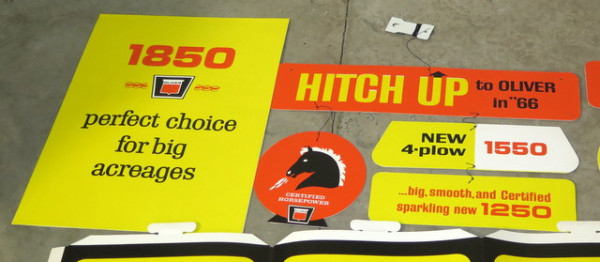 1850
perfect choice
for big
acreages
HITCH UP to OLIVER
in "66
NEW
4-plow 1550
CERTIFIED
HORSEPOWER
...big, smooth, and Certified
sparkling new 1250